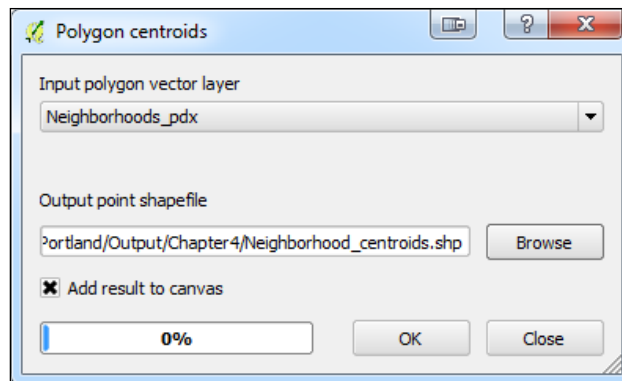 Polygon centroids
Input polygon vector layer
Neighborhoods_pdx
Output point shapefile
Portland/Output/Chapter4/Neighborhood_centroids.shp Browse
Add result to canvas
0% OK Close